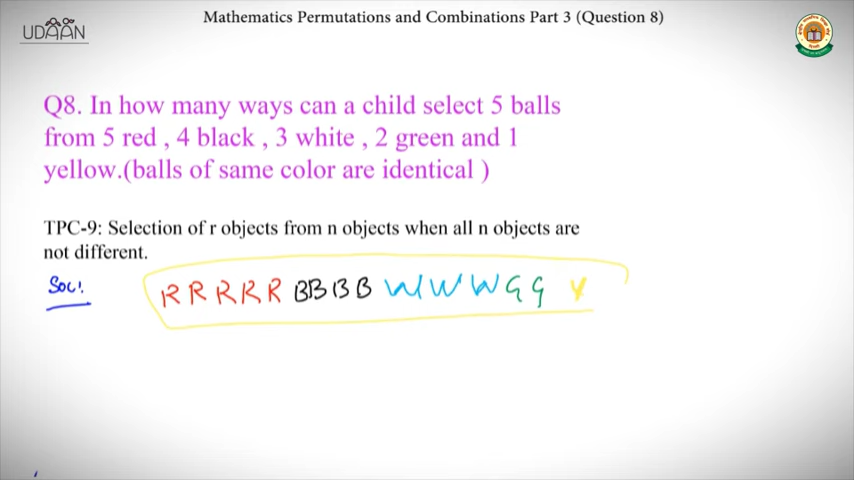 Mathematics Permutations and Combinations Part 3 (Question 8)
UDAAN
Q8. In how many ways can a child select 5 balls
from 5 red , 4 black , 3 white , 2 green and 1
yellow.(balls of same color are identical )
TPC-9: Selection of r objects from n objects when all n objects are
not different.
Sol:
R R R R R B B B B W W W G G Y